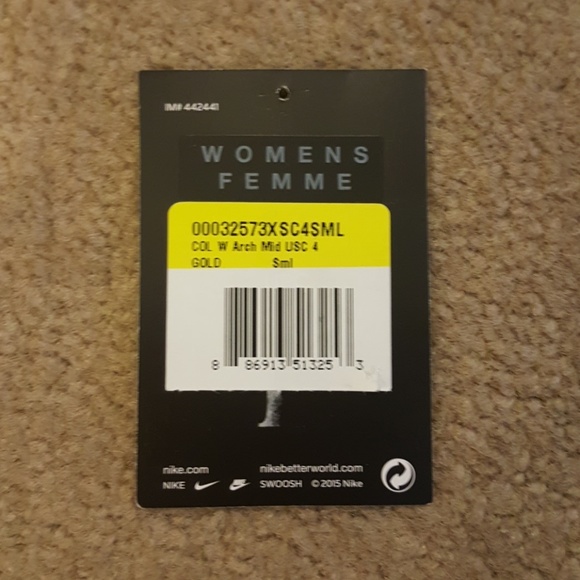 IM# 442441
WOMENS
FEMME
00032573XSC4SML
COL W Arch Mid USC 4
GOLD Sml
8 86913 51325 3
nike.com nikebetterworld.com
NIKE SWOOSH © 2015 Nike